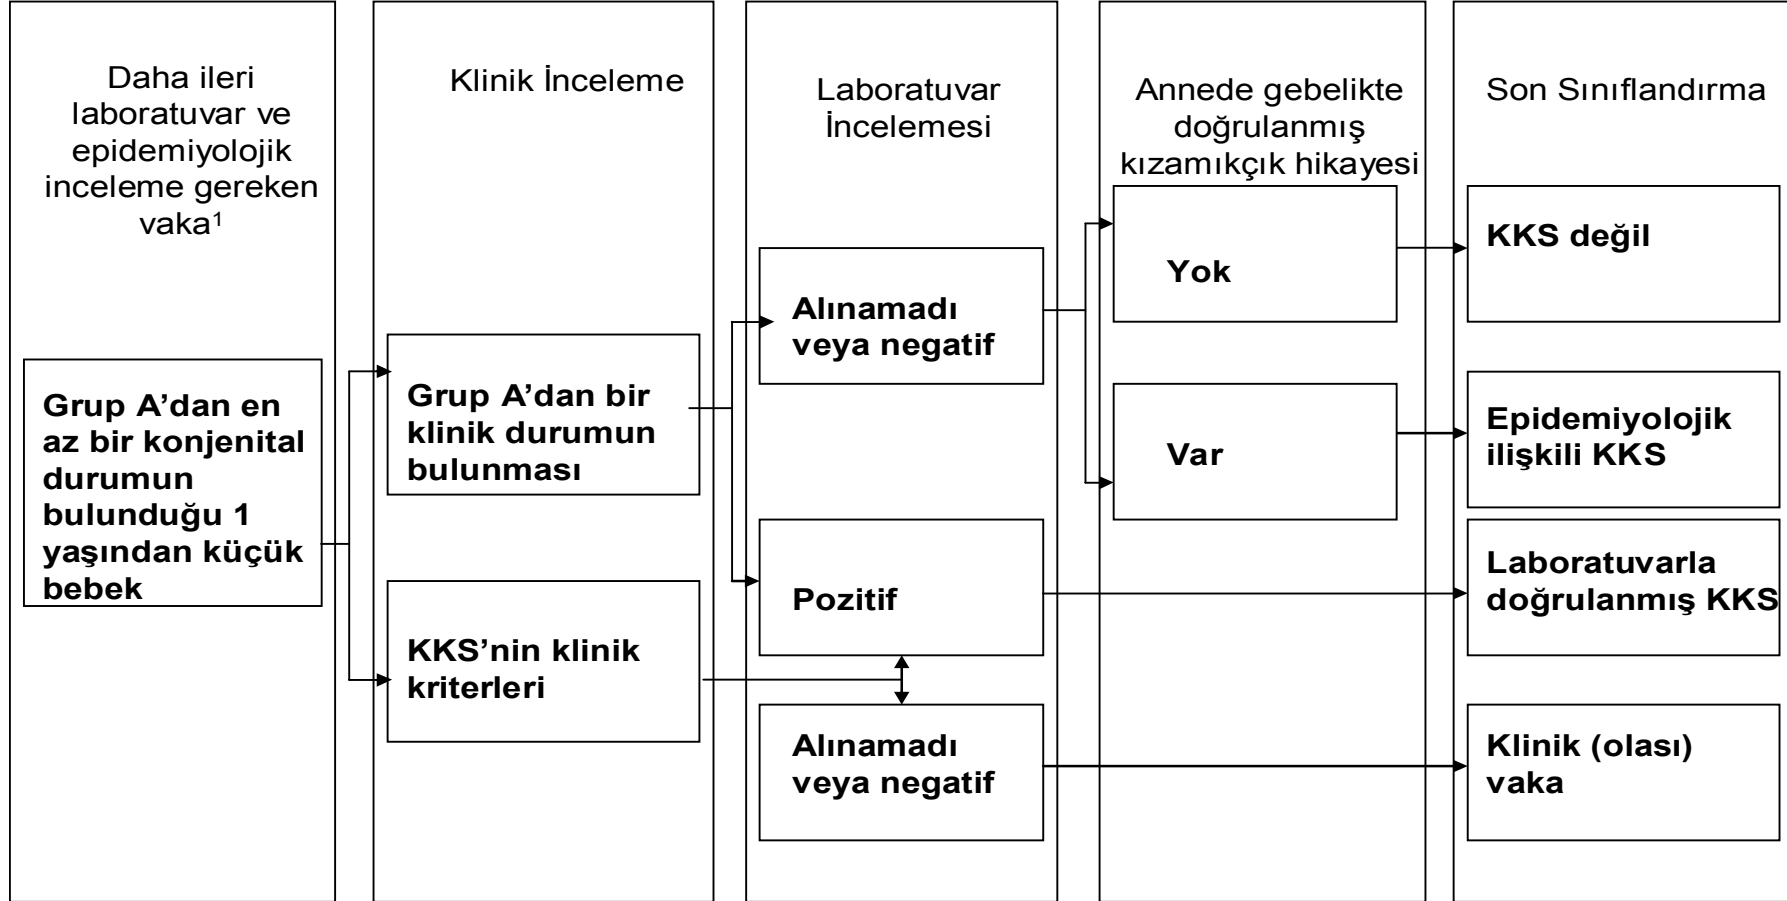 Daha ileri
laboratuvar ve
epidemiyolojik
inceleme gereken
vaka¹
Grup A’dan en
az bir konjenital
durumun
bulunduğu 1
yaşından küçük
bebek
Klinik İnceleme
Grup A’dan bir
klinik durumun
bulunması
KKS’nin klinik
kriterleri
Laboratuvar
İncelemesi
Alınamadı
veya negatif
Pozitif
Alınamadı
veya negatif
Annede gebelikte
doğrulanmış
kızamıkçık hikayesi
Yok
Var
Son Sınıflandırma
KKS değil
Epidemiyolojik
ilişkili KKS
Laboratuvarla
doğrulanmış KKS
Klinik (olası)
vaka